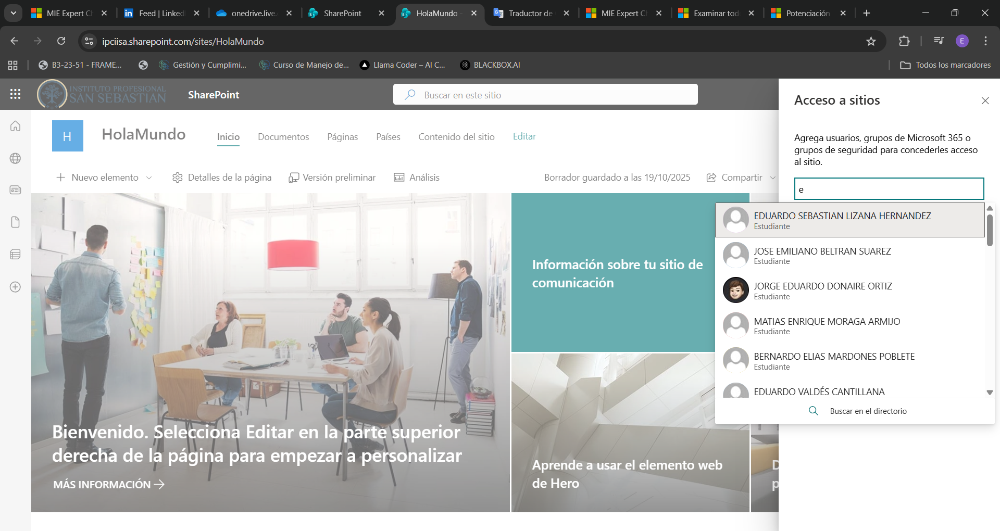 MIE Expert Ch
Feed | Linked
onedrive.live.
SharePoint
HolaMundo -
Traductor de
MIE Expert Ch
Examinar tod
Potenciación
ipciisa.sharepoint.com/sites/HolaMundo
E
B3-23-51 - FRAME...
Gestión y Cumplimi...
Curso de Manejo de...
Llama Coder – AI C...
BLACKBOX.AI
Todos los marcadores
INSTITUTO PROFESIONAL
SAN SEBASTIAN
SharePoint
Buscar en este sitio
H
HolaMundo
Inicio
Documentos
Páginas
Países
Contenido del sitio
Editar
Nuevo elemento
Detalles de la página
Versión preliminar
Análisis
Borrador guardado a las 19/10/2025
Compartir
Bienvenido. Selecciona Editar en la parte superior
derecha de la página para empezar a personalizar
MÁS INFORMACIÓN
Información sobre tu sitio de
comunicación
Aprende a usar el elemento web
de Hero
D
p
Acceso a sitios
Agrega usuarios, grupos de Microsoft 365 o
grupos de seguridad para concederles acceso
al sitio.
e
EDUARDO SEBASTIAN LIZANA HERNANDEZ
Estudiante
JOSE EMILIANO BELTRAN SUAREZ
Estudiante
JORGE EDUARDO DONAIRE ORTIZ
Estudiante
MATIAS ENRIQUE MORAGA ARMIJO
Estudiante
BERNARDO ELIAS MARDONES POBLETE
Estudiante
EDUARDO VALDÉS CANTILLANA
Buscar en el directorio